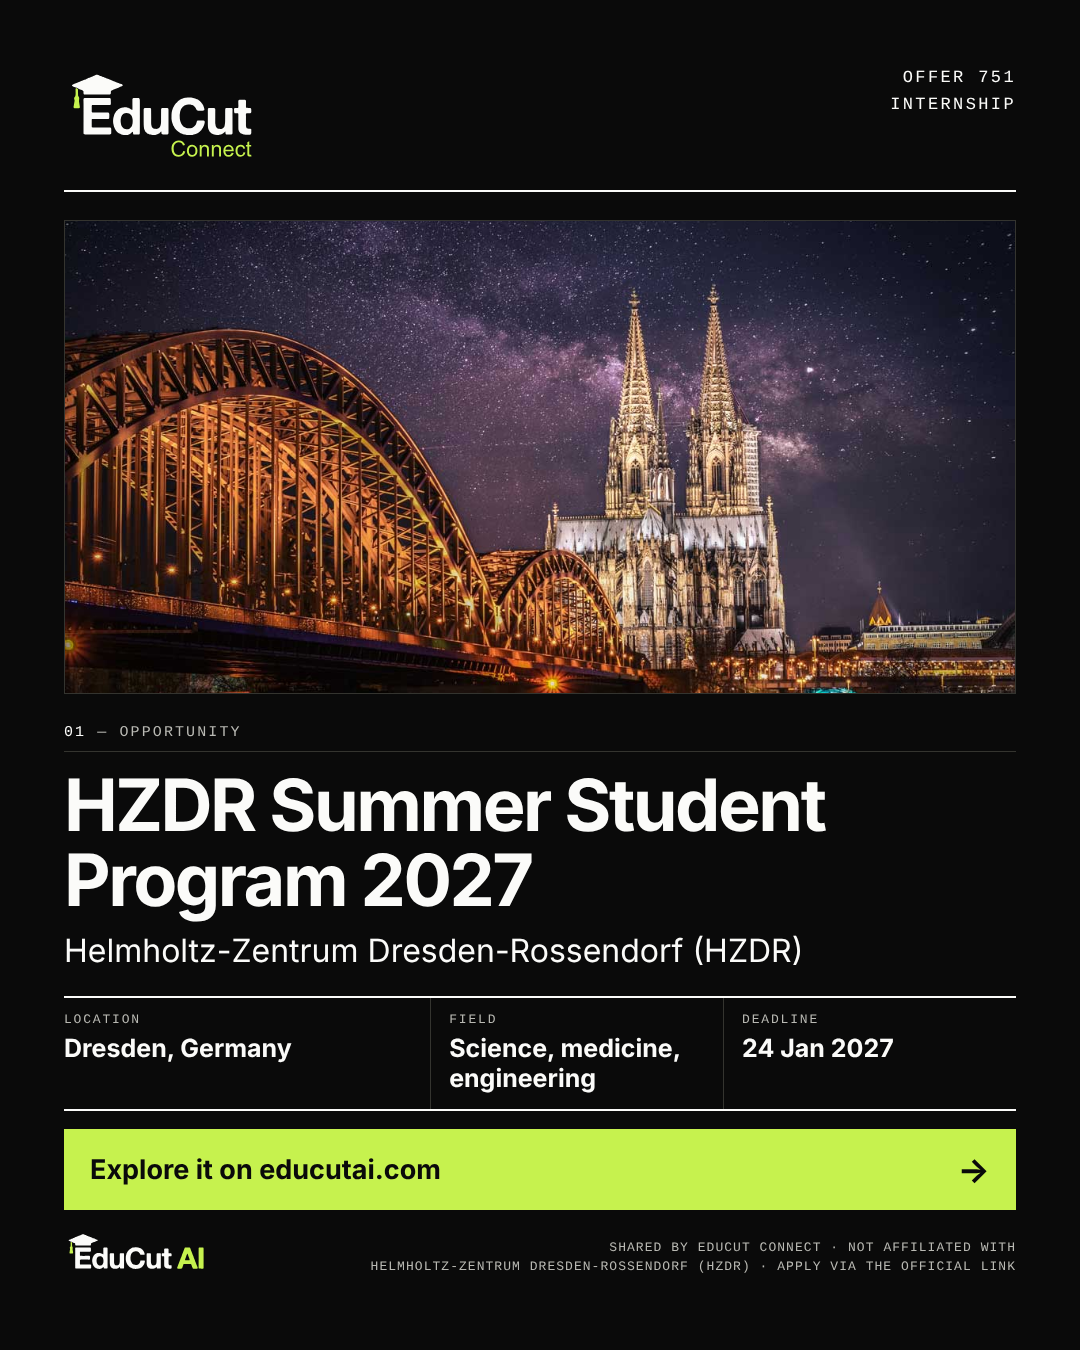 EduCut
Connect
OFFER 751
INTERNSHIP
01 — OPPORTUNITY
HZDR Summer Student
Program 2027
Helmholtz-Zentrum Dresden-Rossendorf (HZDR)
LOCATION
Dresden, Germany
FIELD
Science, medicine,
engineering
DEADLINE
24 Jan 2027
Explore it on educutai.com →
EduCut AI
SHARED BY EDUCUT CONNECT · NOT AFFILIATED WITH
HELMHOLTZ-ZENTRUM DRESDEN-ROSSENDORF (HZDR) · APPLY VIA THE OFFICIAL LINK